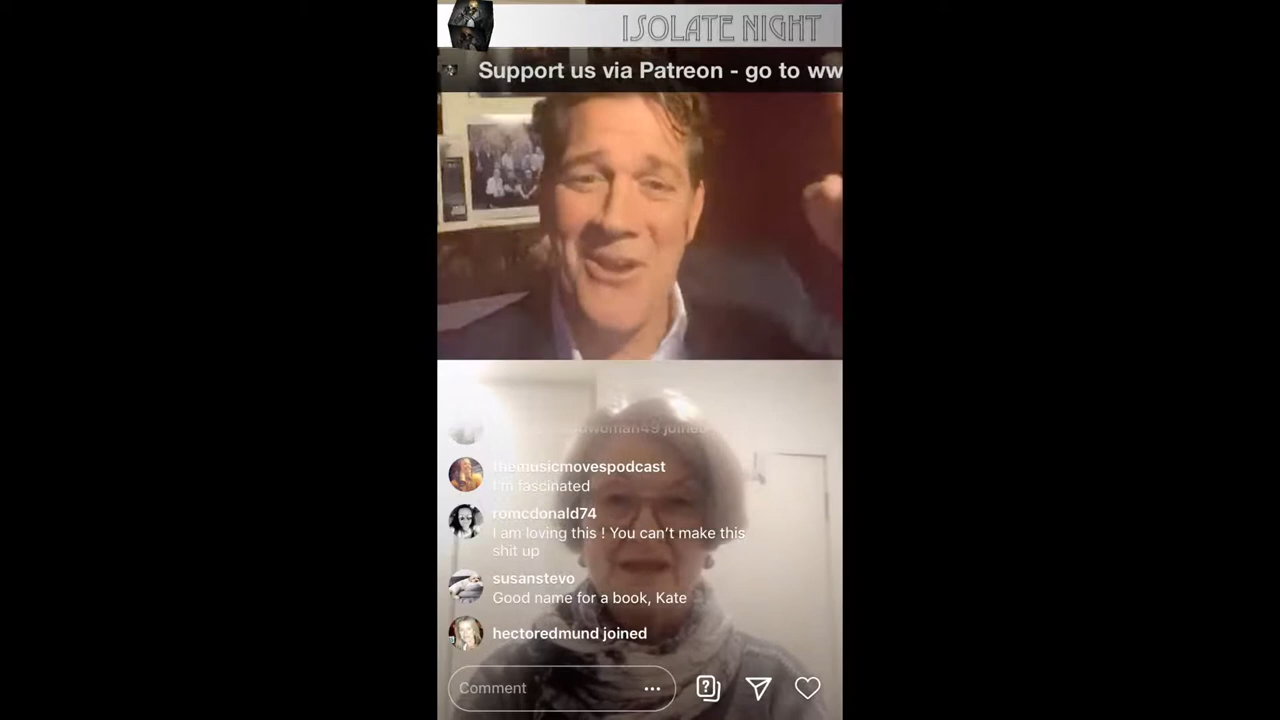 ISOLATE NIGHT
Support us via Patreon - go to ww
joined
themusicmovespodcast
I'm fascinated
romcdonald74
I am loving this ! You can't make this
shit up
susanstevo
Good name for a book, Kate
hectoredmund joined
Comment